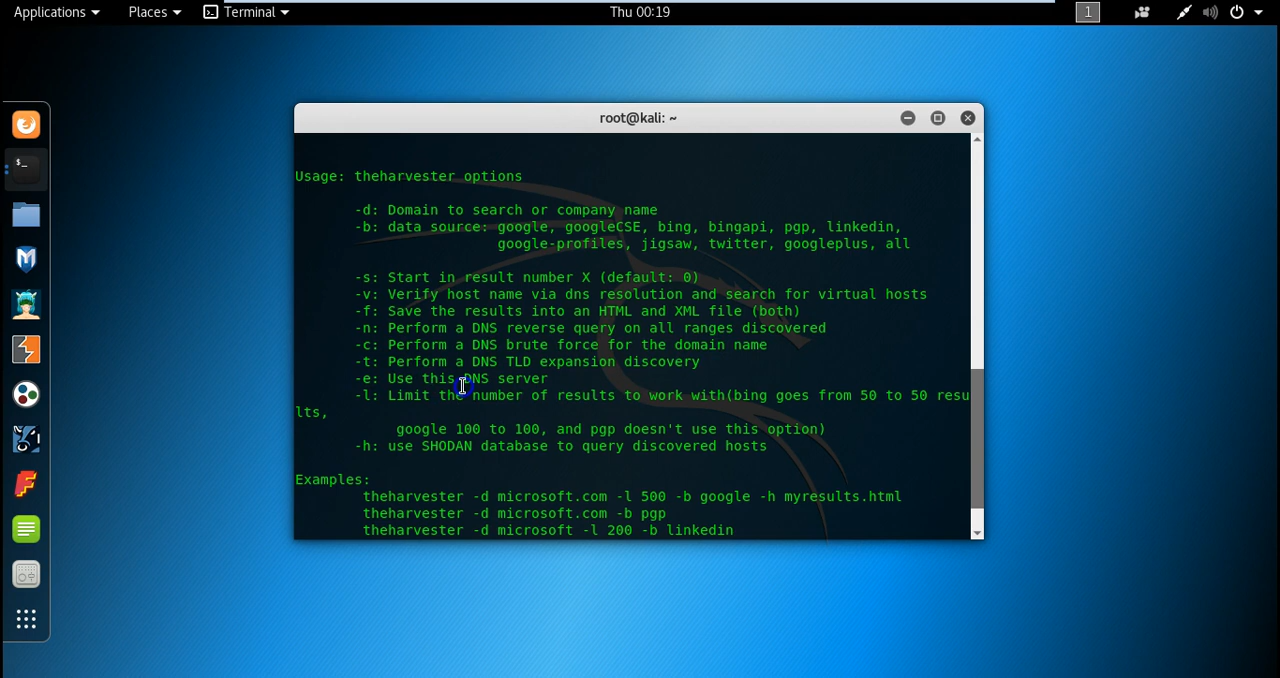 Applications Places Terminal Thu 00:19 1
root@kali: ~
Usage: theharvester options
-d: Domain to search or company name
-b: data source: google, googleCSE, bing, bingapi, pgp, linkedin,
google-profiles, jigsaw, twitter, googleplus, all
-s: Start in result number X (default: 0)
-v: Verify host name via dns resolution and search for virtual hosts
-f: Save the results into an HTML and XML file (both)
-n: Perform a DNS reverse query on all ranges discovered
-c: Perform a DNS brute force for the domain name
-t: Perform a DNS TLD expansion discovery
-e: Use this DNS server
-l: Limit the number of results to work with(bing goes from 50 to 50 resu
lts,
google 100 to 100, and pgp doesn't use this option)
-h: use SHODAN database to query discovered hosts
Examples:
theharvester -d microsoft.com -l 500 -b google -h myresults.html
theharvester -d microsoft.com -b pgp
theharvester -d microsoft -l 200 -b linkedin